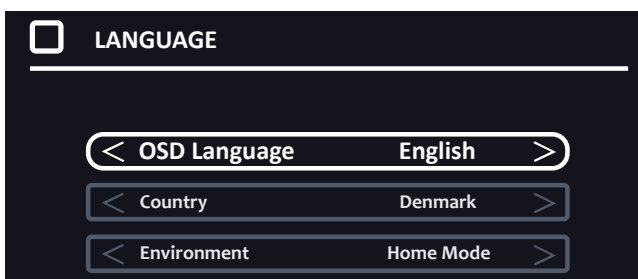 LANGUAGE
< OSD Language English >
< Country Denmark >
< Environment Home Mode >